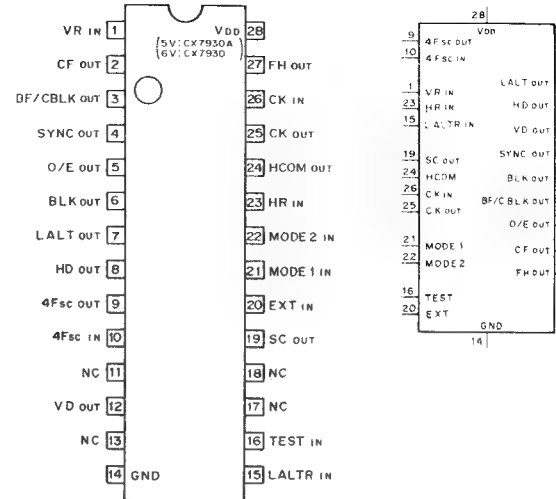 VR IN 1
CF OUT 2
BF/CBLK OUT 3
SYNC OUT 4
O/E OUT 5
BLK OUT 6
LALT OUT 7
HD OUT 8
4Fsc OUT 9
4Fsc IN 10
NC 11
VD OUT 12
NC 13
14 GND
VDD 28
(5V:CX7930A
(6V:CX7930)
27 FH OUT
26 CK IN
25 CK OUT
24 HCOM OUT
23 HR IN
22 MODE 2 IN
21 MODE 1 IN
20 EXT IN
19 SC OUT
18 NC
17 NC
16 TEST IN
15 LALTR IN
28
VDD
9 4Fsc OUT
10 4Fsc IN
1 VR IN
23 HR IN
15 LALTR IN
19 SC OUT
24 HCOM
26 CK IN
25 CK OUT
21 MODE 1
22 MODE 2
16 TEST
20 EXT
LALT OUT
HD OUT
VD OUT
SYNC OUT
BLK OUT
BF/CBLK OUT
O/E OUT
CF OUT
FH OUT
GND
14